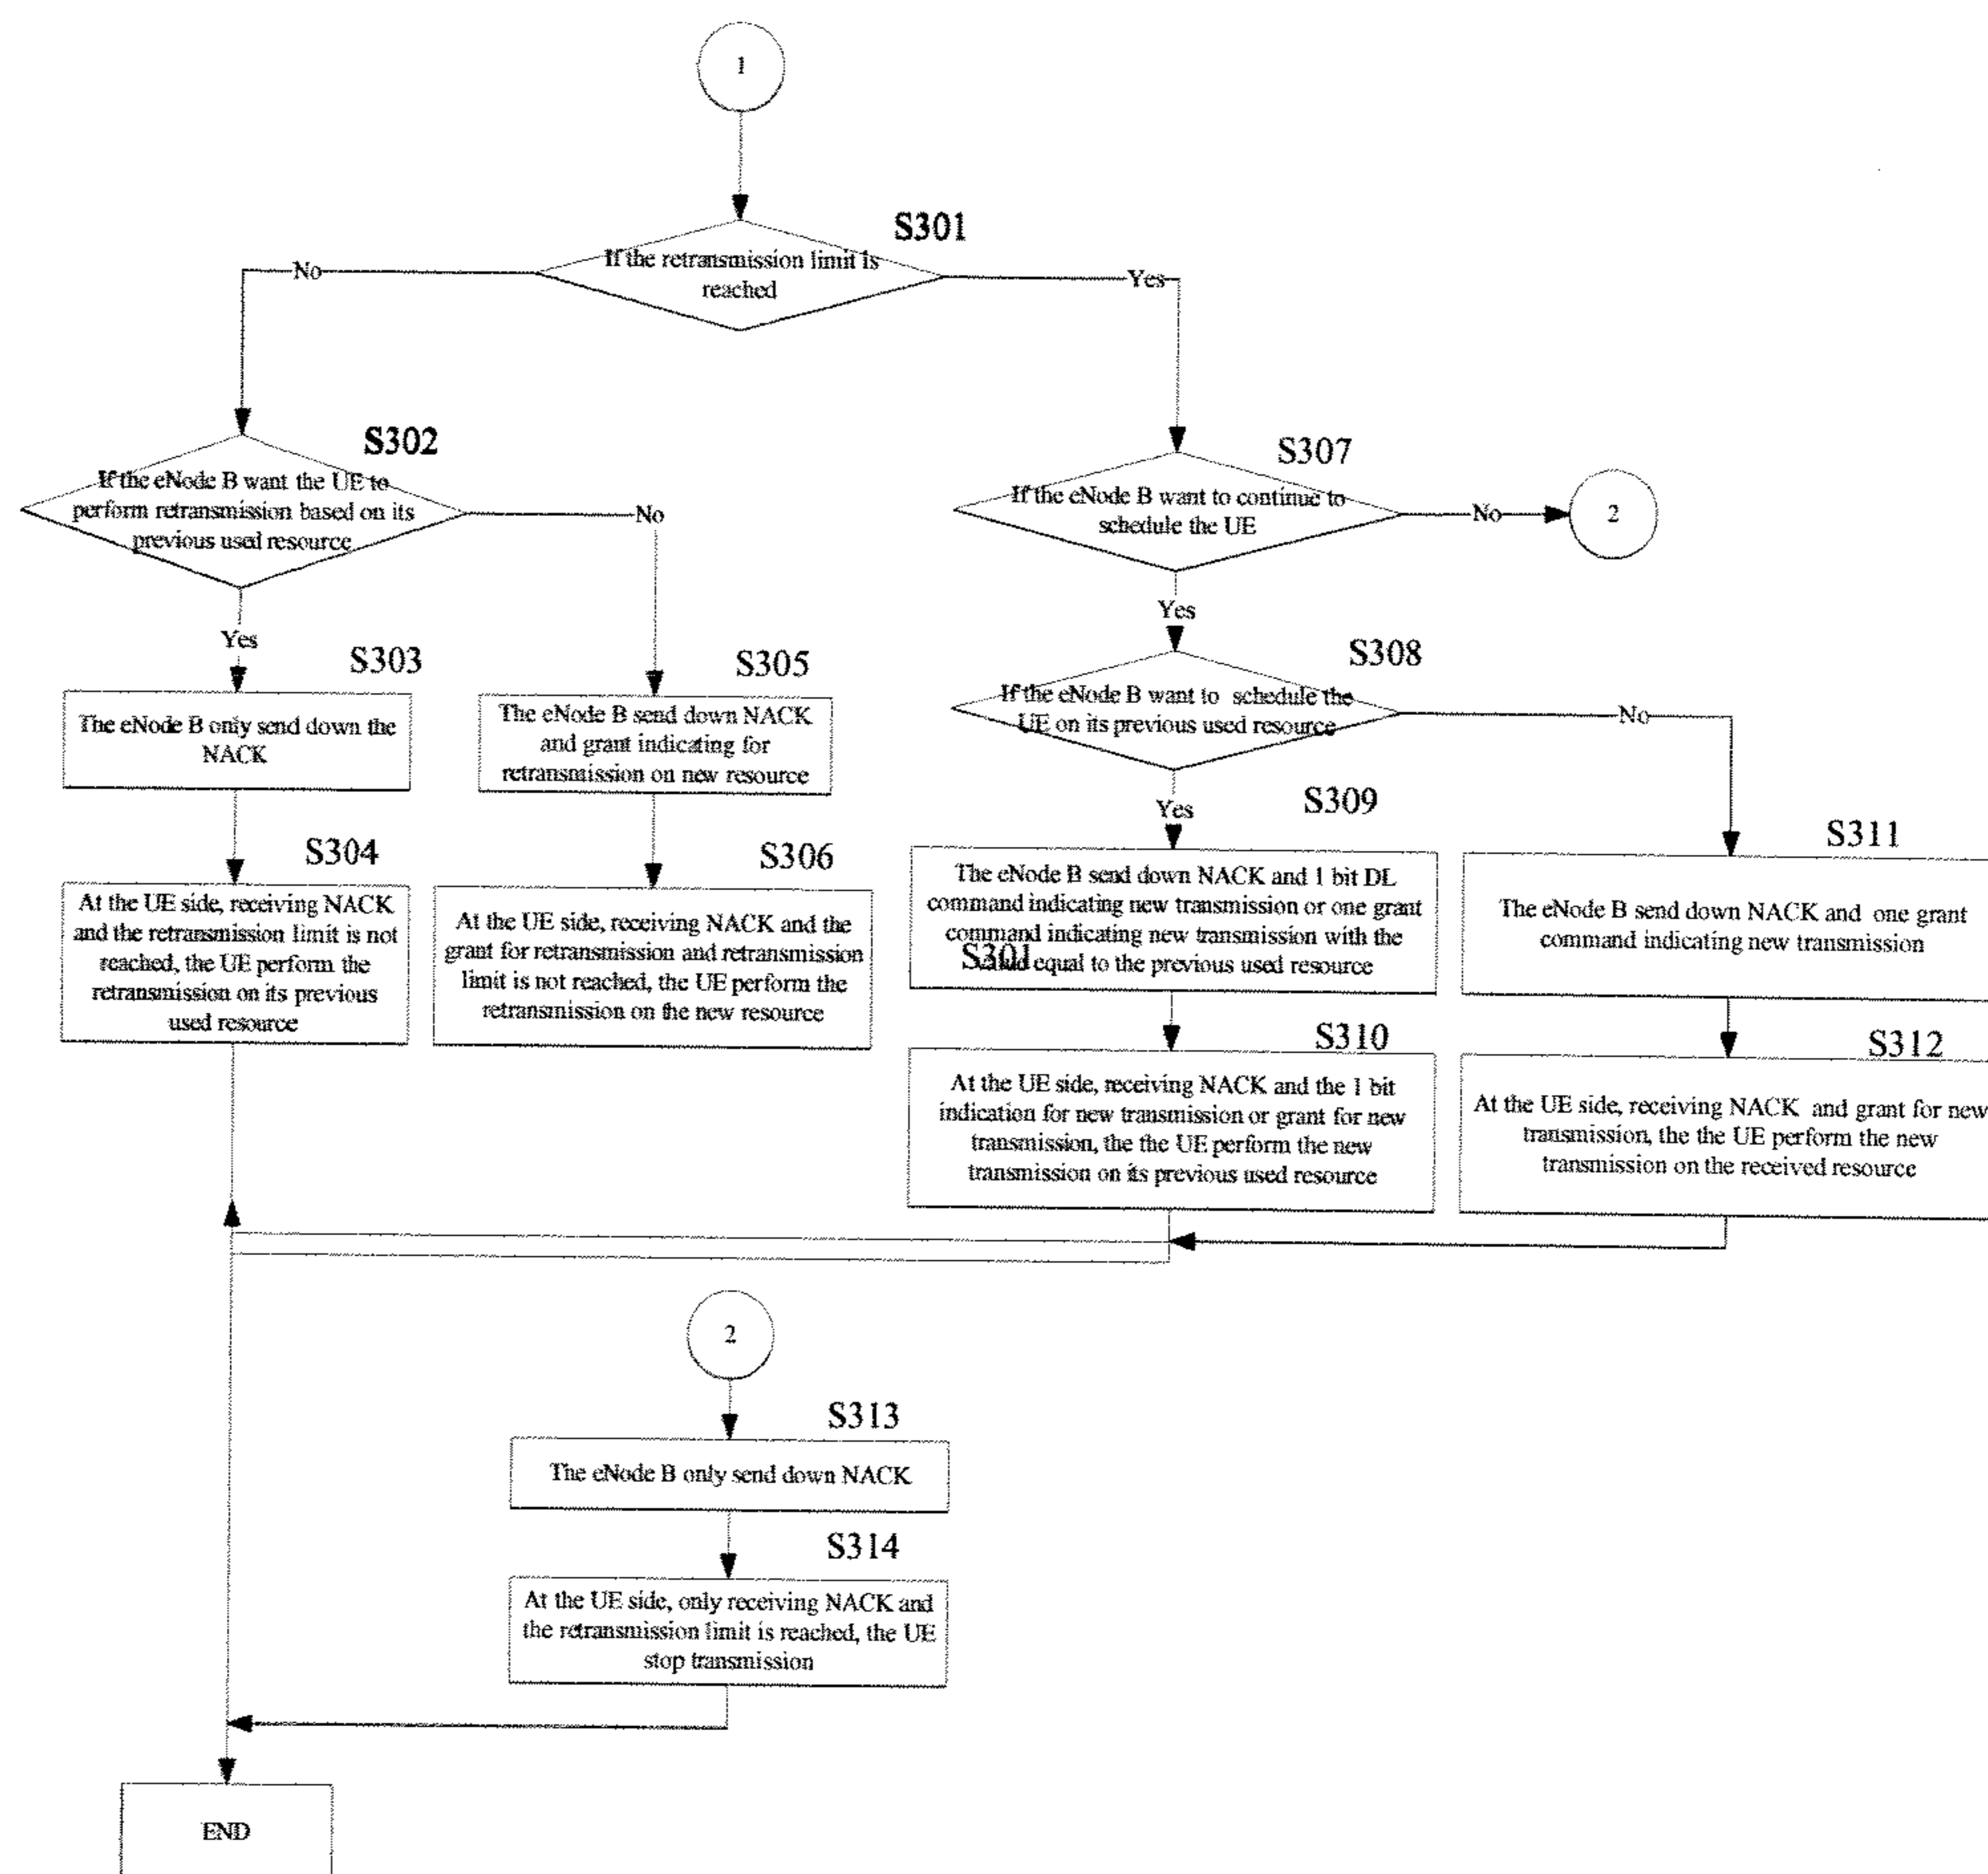 1
S301
If the retransmission limit is
reached
No
Yes
S302
If the eNode B want the UE to
perform retransmission based on its
previous used resource
No
Yes
S307
If the eNode B want to continue to
schedule the UE
No
2
Yes
S303
The eNode B only send down the
NACK
S305
The eNode B send down NACK
and grant indicating for
retransmission on new resource
S308
If the eNode B want to schedule the
UE on its previous used resource
No
Yes
S304
At the UE side, receiving NACK
and the retransmission limit is not
reached, the UE perform the
retransmission on its previous
used resource
S306
At the UE side, receiving NACK and the
grant for retransmission and retransmission
limit is not reached, the UE perform the
retransmission on the new resource
S309
The eNode B send down NACK and 1 bit DL
command indicating new transmission or one grant
command indicating new transmission with the
S301
equal to the previous used resource
S311
The eNode B send down NACK and one grant
command indicating new transmission
S310
At the UE side, receiving NACK and the 1 bit
indication for new transmission or grant for new
transmission, the the UE perform the new
transmission on its previous used resource
S312
At the UE side, receiving NACK and grant for new
transmission, the the UE perform the new
transmission on the received resource
2
S313
The eNode B only send down NACK
S314
At the UE side, only receiving NACK and
the retransmission limit is reached, the UE
stop transmission
END